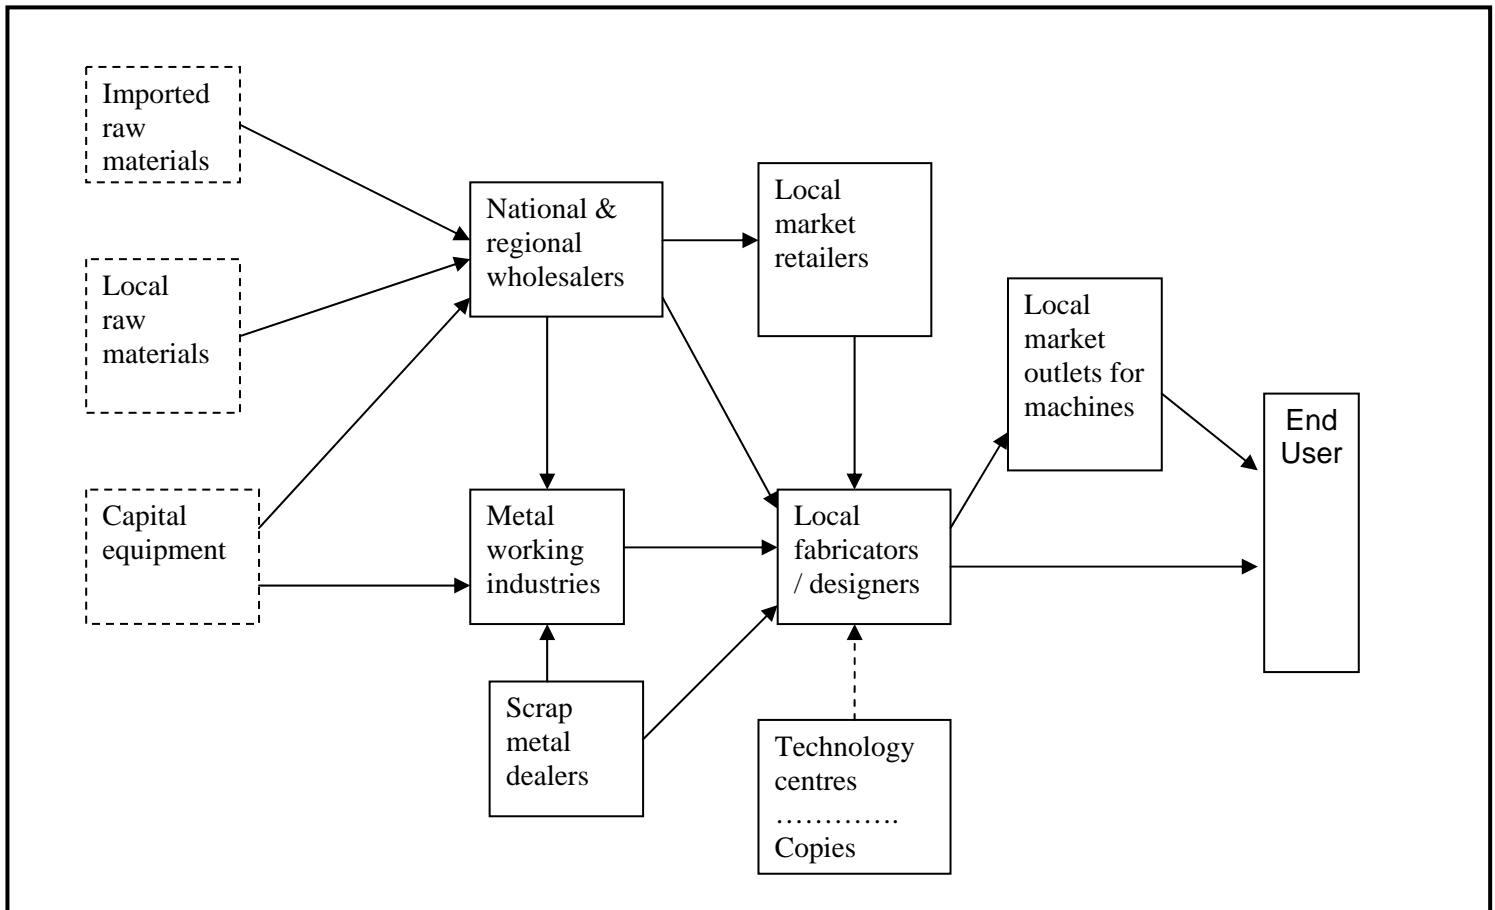 Imported
raw
materials
National &
regional
wholesalers
Local
market
retailers
Local
raw
materials
Local
market
outlets for
machines
End
User
Capital
equipment
Metal
working
industries
Local
fabricators
/ designers
Scrap
metal
dealers
Technology
centres
………….
Copies